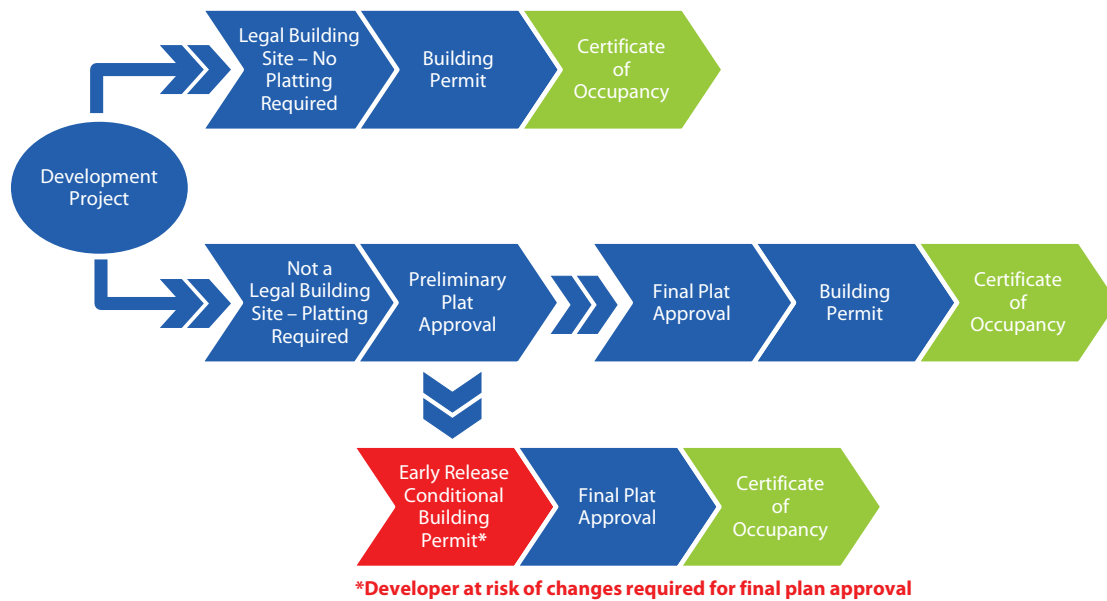 Legal Building
Site – No
Platting
Required
Building
Permit
Certificate
of
Occupancy
Development
Project
Not a
Legal Building
Site – Platting
Required
Preliminary
Plat
Approval
Final Plat
Approval
Building
Permit
Certificate
of
Occupancy
Early Release
Conditional
Building
Permit*
Final Plat
Approval
Certificate
of
Occupancy
*Developer at risk of changes required for final plan approval